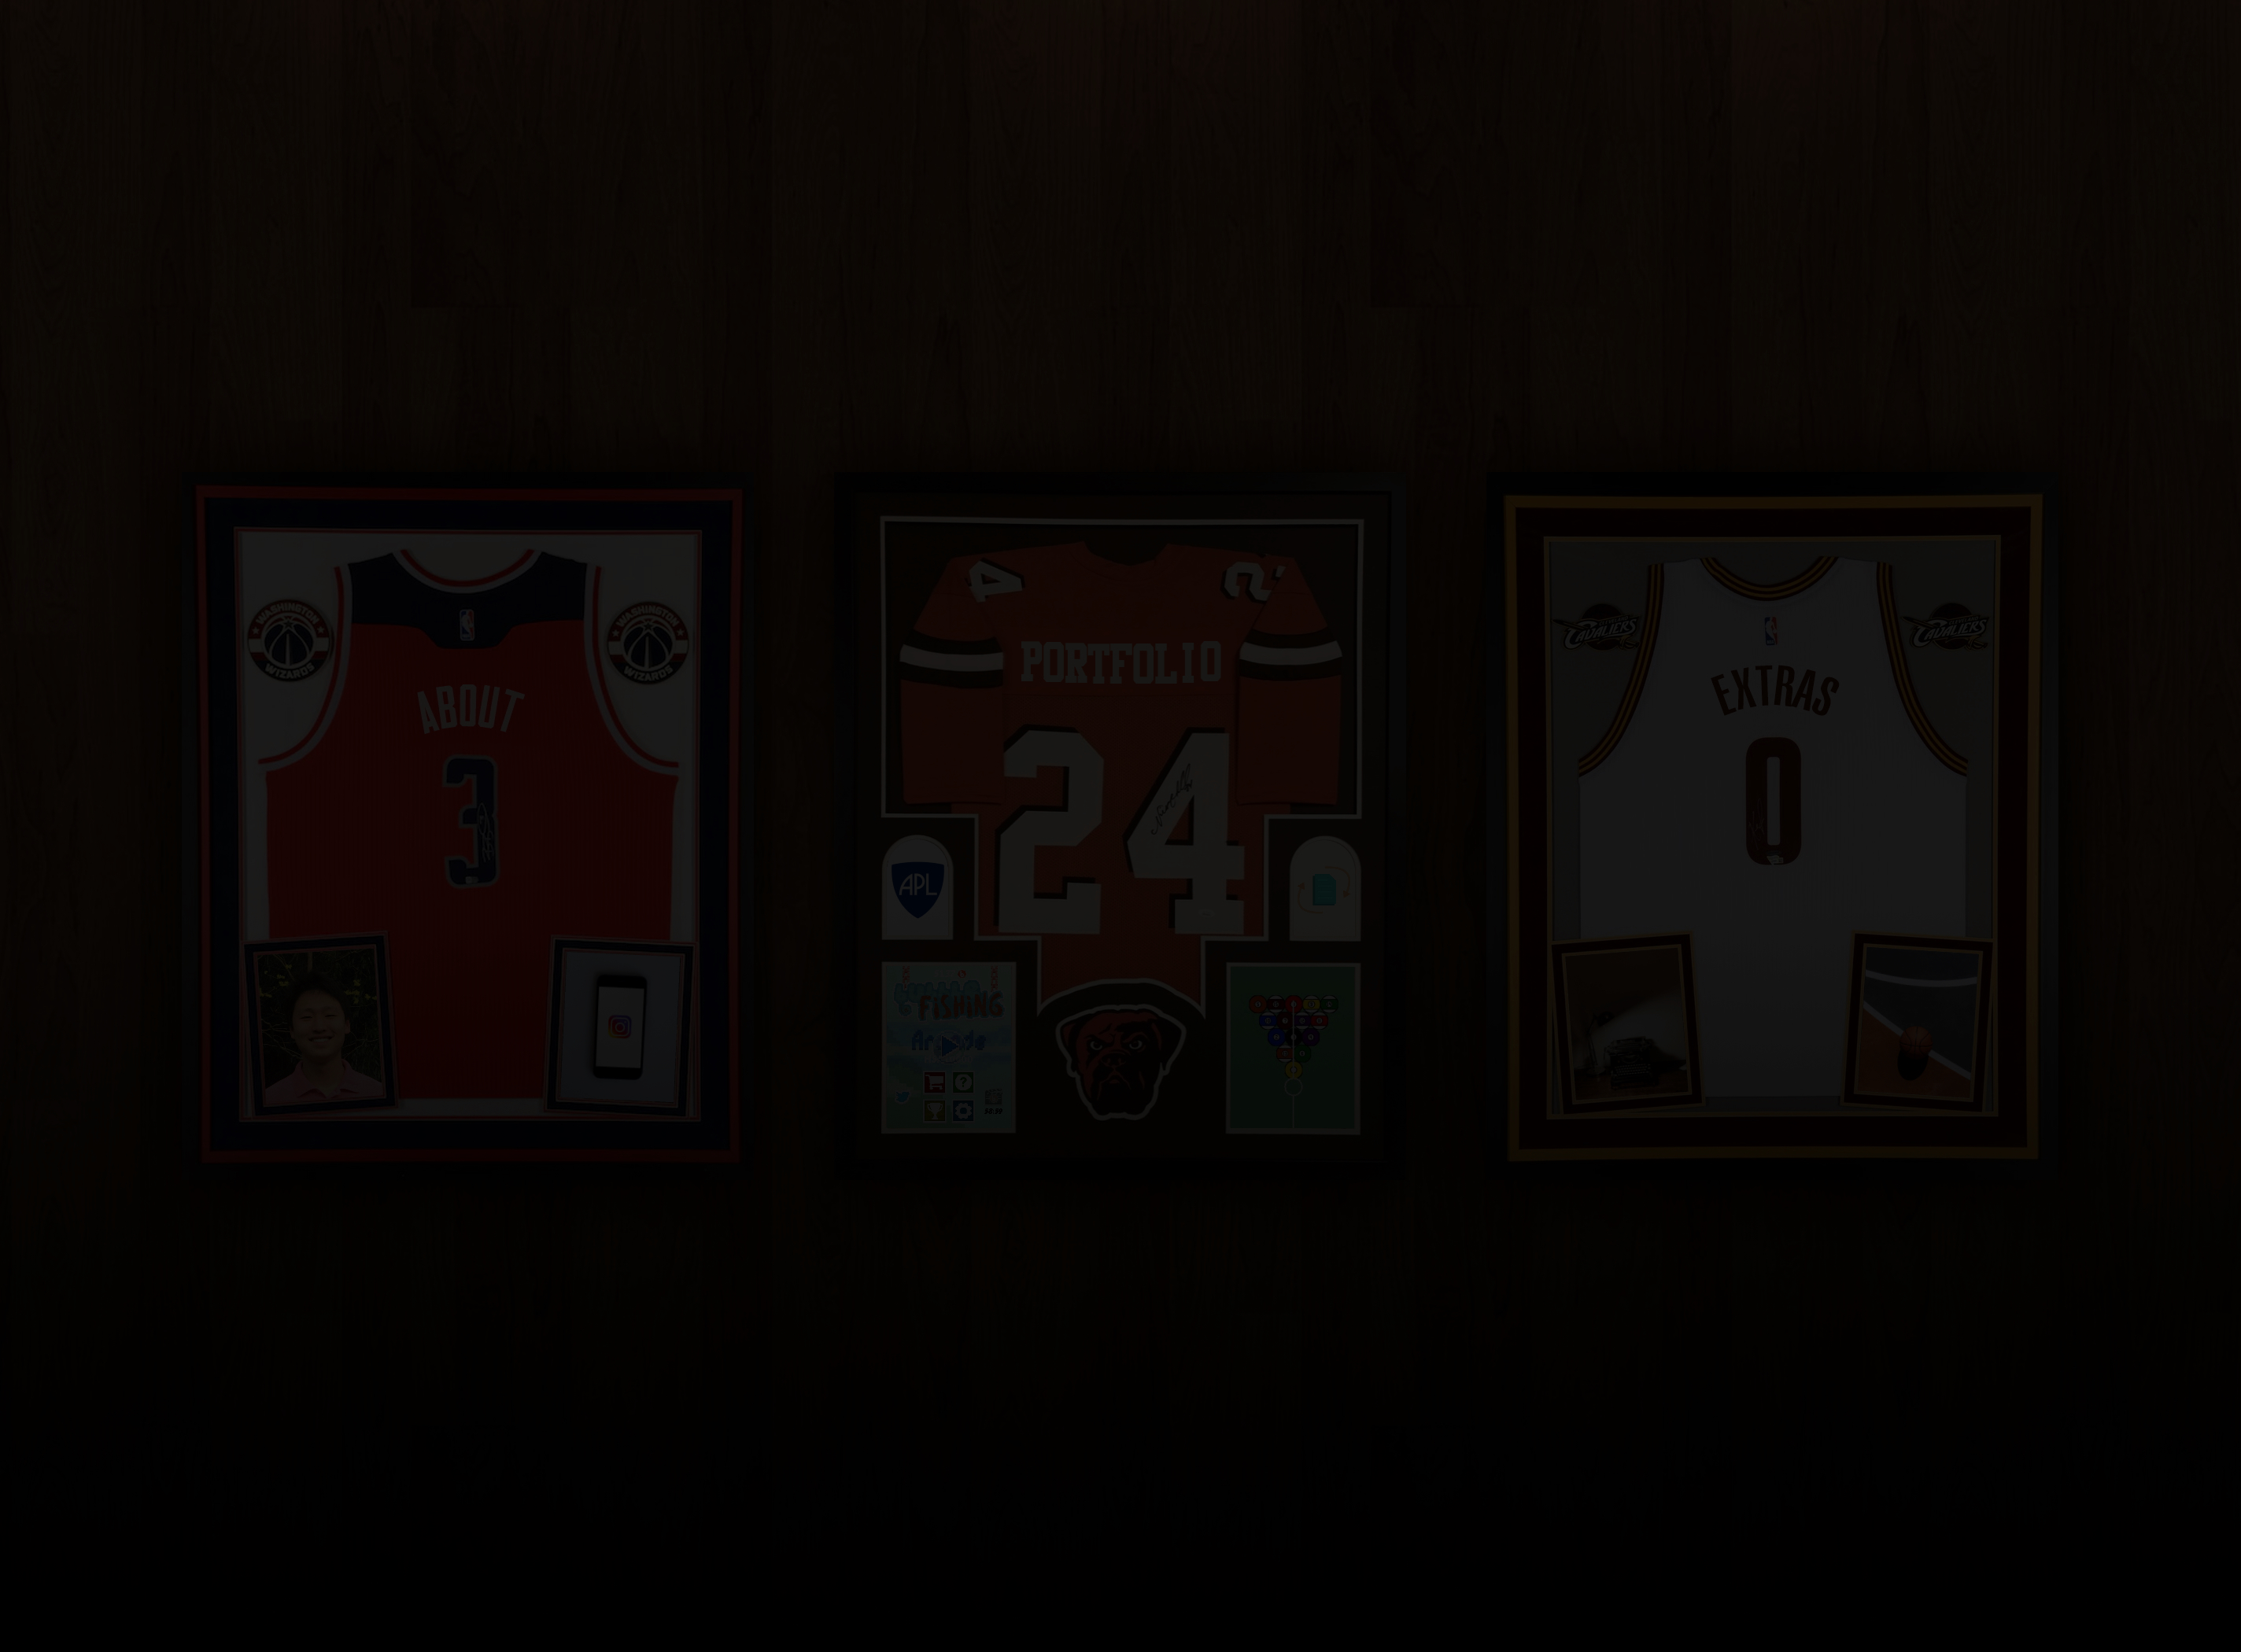 WASHINGTON
WIZARDS
ABOUT
3
WASHINGTON
WIZARDS
4
2
PORTFOLIO
24
APL
FISHING
Arcade
?
CAVALIERS
CAVALIERS
EXTRAS
0